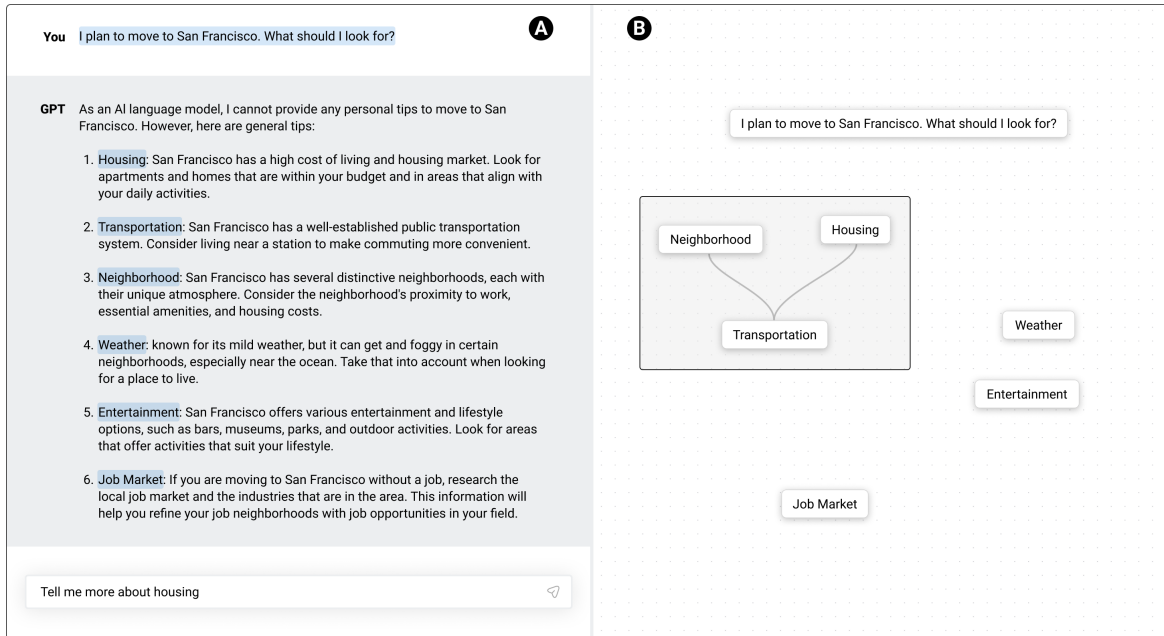 You I plan to move to San Francisco. What should I look for?
A
GPT As an AI language model, I cannot provide any personal tips to move to San
Francisco. However, here are general tips:
1. Housing: San Francisco has a high cost of living and housing market. Look for
apartments and homes that are within your budget and in areas that align with
your daily activities.
2. Transportation: San Francisco has a well-established public transportation
system. Consider living near a station to make commuting more convenient.
3. Neighborhood: San Francisco has several distinctive neighborhoods, each with
their unique atmosphere. Consider the neighborhood's proximity to work,
essential amenities, and housing costs.
4. Weather: known for its mild weather, but it can get and foggy in certain
neighborhoods, especially near the ocean. Take that into account when looking
for a place to live.
5. Entertainment: San Francisco offers various entertainment and lifestyle
options, such as bars, museums, parks, and outdoor activities. Look for areas
that offer activities that suit your lifestyle.
6. Job Market: If you are moving to San Francisco without a job, research the
local job market and the industries that are in the area. This information will
help you refine your job neighborhoods with job opportunities in your field.
Tell me more about housing
B
I plan to move to San Francisco. What should I look for?
Neighborhood
Housing
Transportation
Weather
Entertainment
Job Market